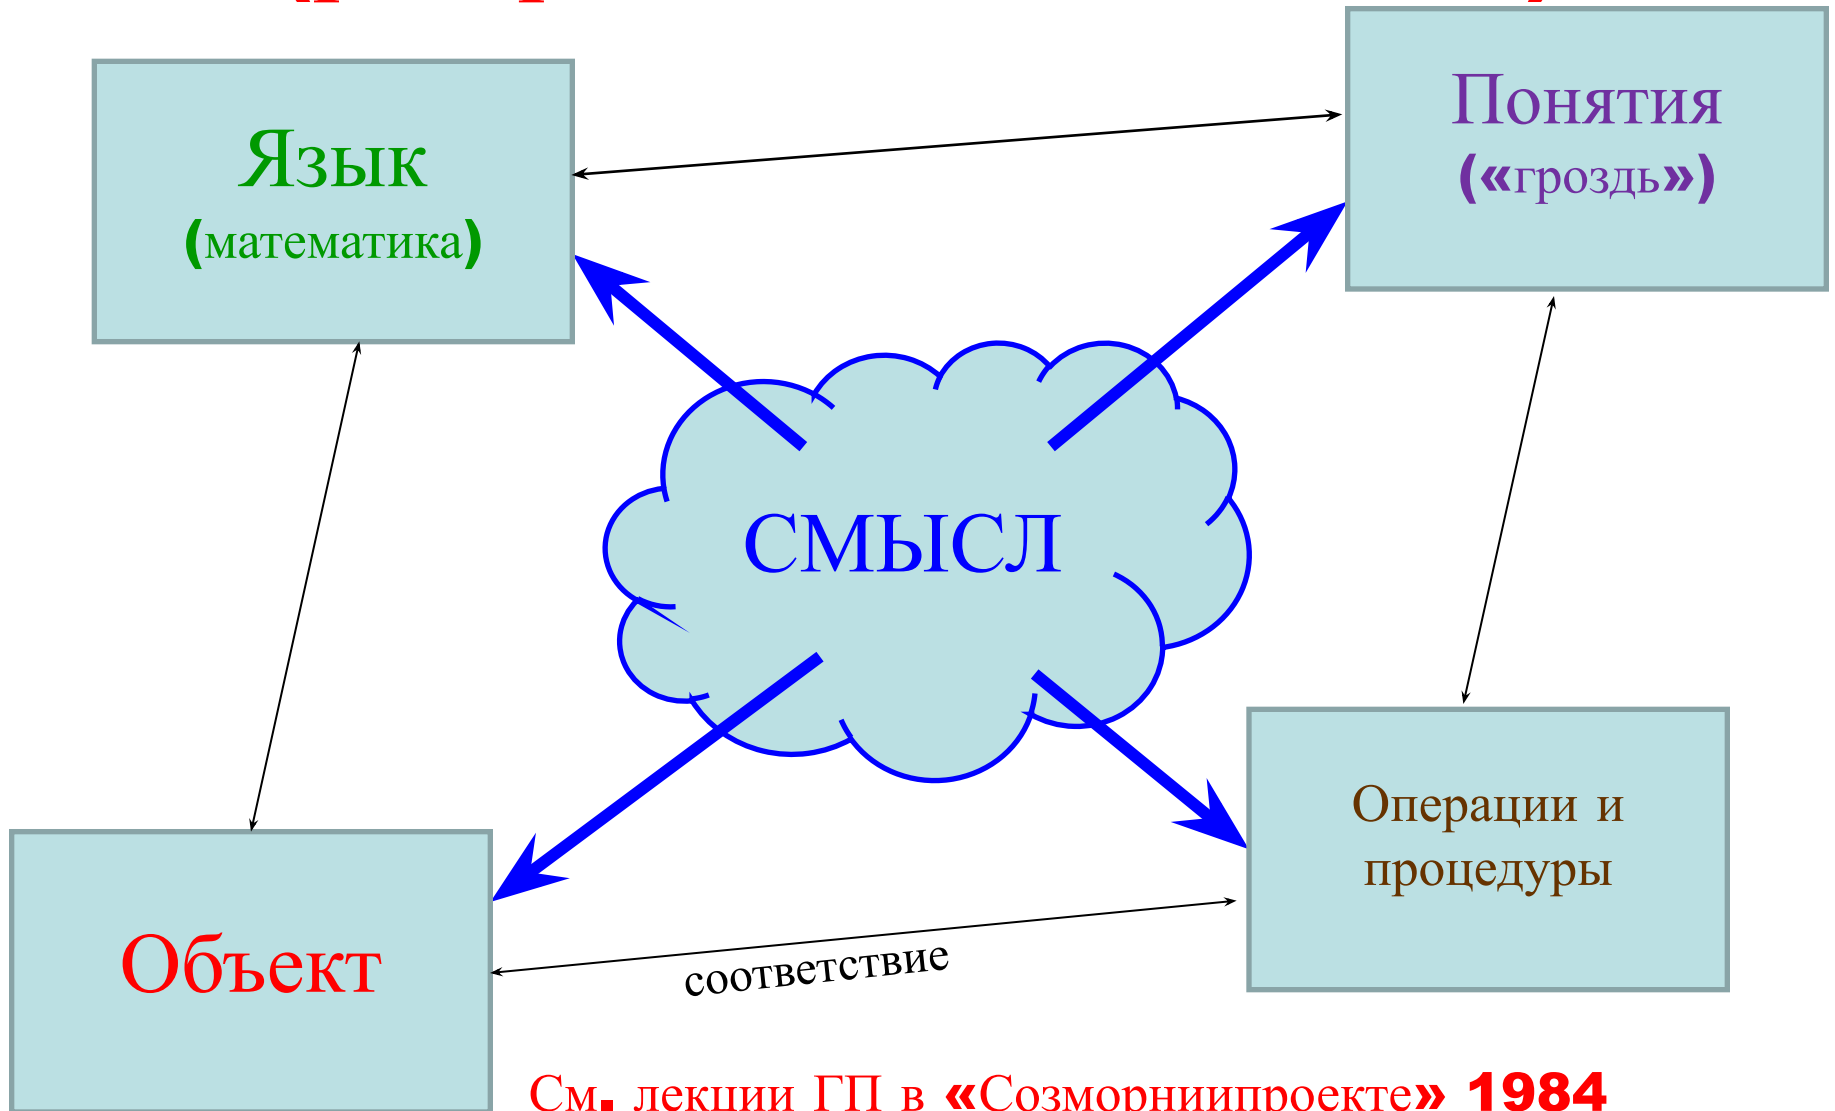 Язык
(математика)
Понятия
(«гроздь»)
СМЫСЛ
Операции и
процедуры
Объект
соответствие
См. лекции ГП в «Созморниипроекте» 1984